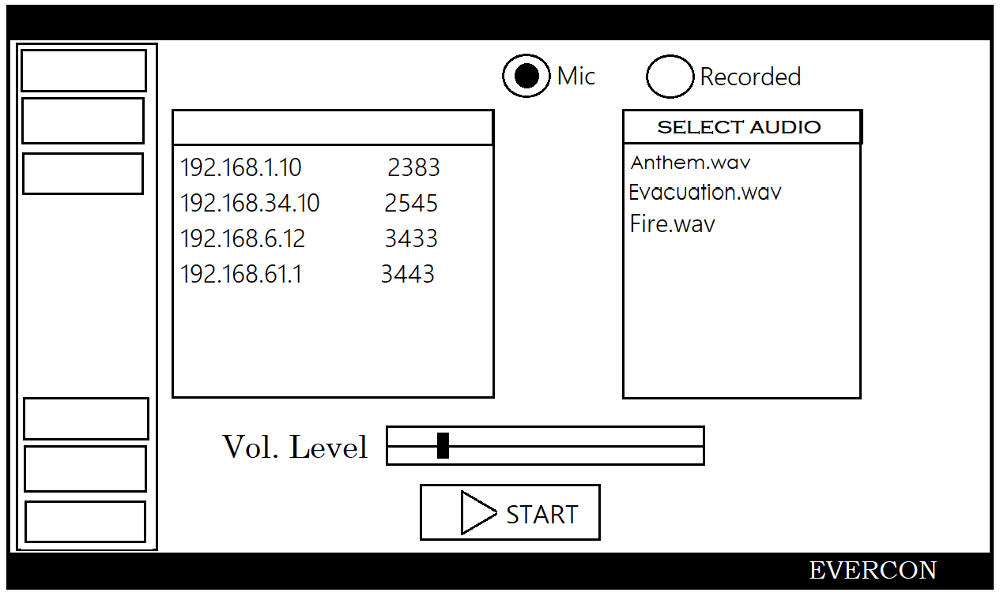 Mic Recorded
192.168.1.10 2383
192.168.34.10 2545
192.168.6.12 3433
192.168.61.1 3443
SELECT AUDIO
Anthem.wav
Evacuation.wav
Fire.wav
Vol. Level
START
EVERCON